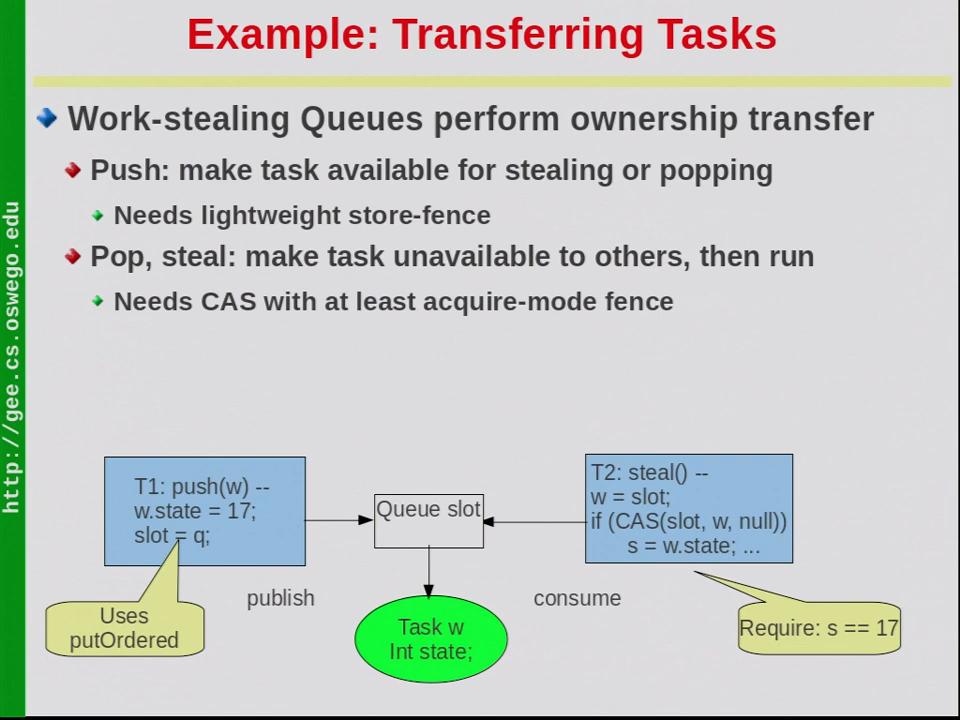 Example: Transferring Tasks
Work-stealing Queues perform ownership transfer
Push: make task available for stealing or popping
Needs lightweight store-fence
Pop, steal: make task unavailable to others, then run
Needs CAS with at least acquire-mode fence
http://gee.cs.oswego.edu
T1: push(w) --
w.state = 17;
slot = q;
Queue slot
T2: steal() --
w = slot;
if (CAS(slot, w, null))
s = w.state; ...
publish
consume
Uses
putOrdered
Task w
Int state;
Require: s == 17